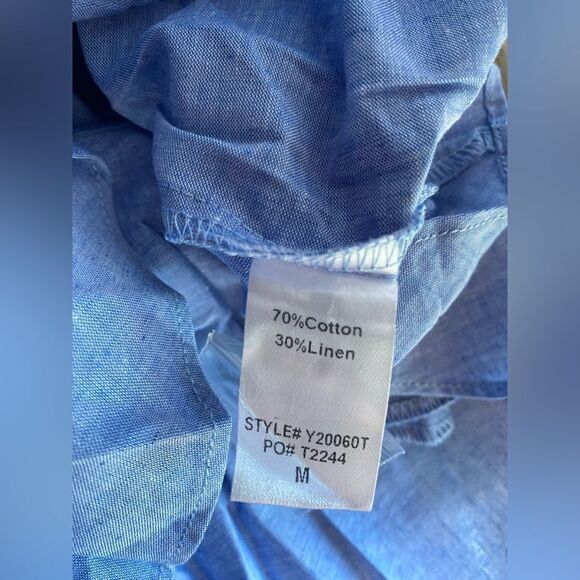 70%Cotton
30%Linen
STYLE# Y20060T
PO# T2244
M